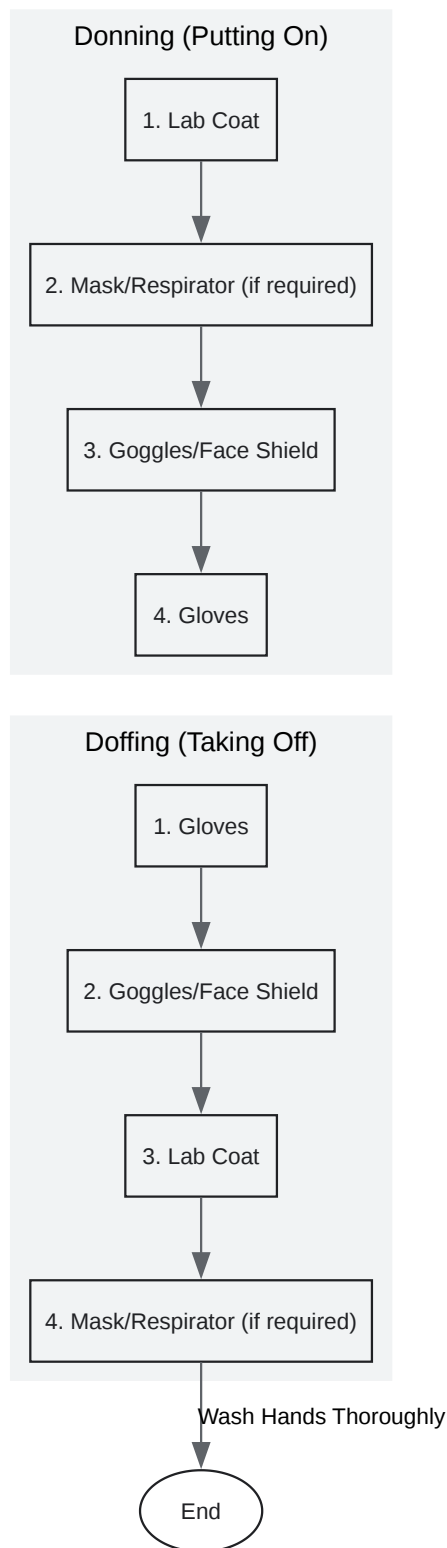 Donning (Putting On)
1. Lab Coat
2. Mask/Respirator (if required)
3. Goggles/Face Shield
4. Gloves
Doffing (Taking Off)
1. Gloves
2. Goggles/Face Shield
3. Lab Coat
4. Mask/Respirator (if required)
Wash Hands Thoroughly
End